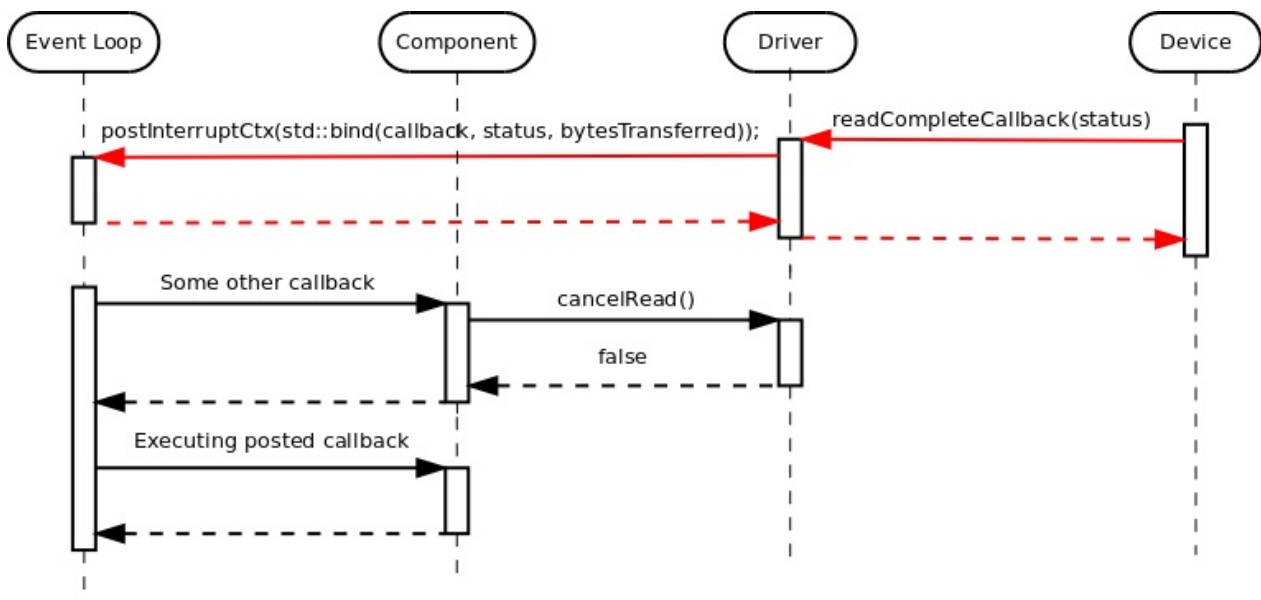 Event Loop
Component
Driver
Device
postInterruptCtx(std::bind(callback, status, bytesTransferred));
readCompleteCallback(status)
Some other callback
cancelRead()
false
Executing posted callback